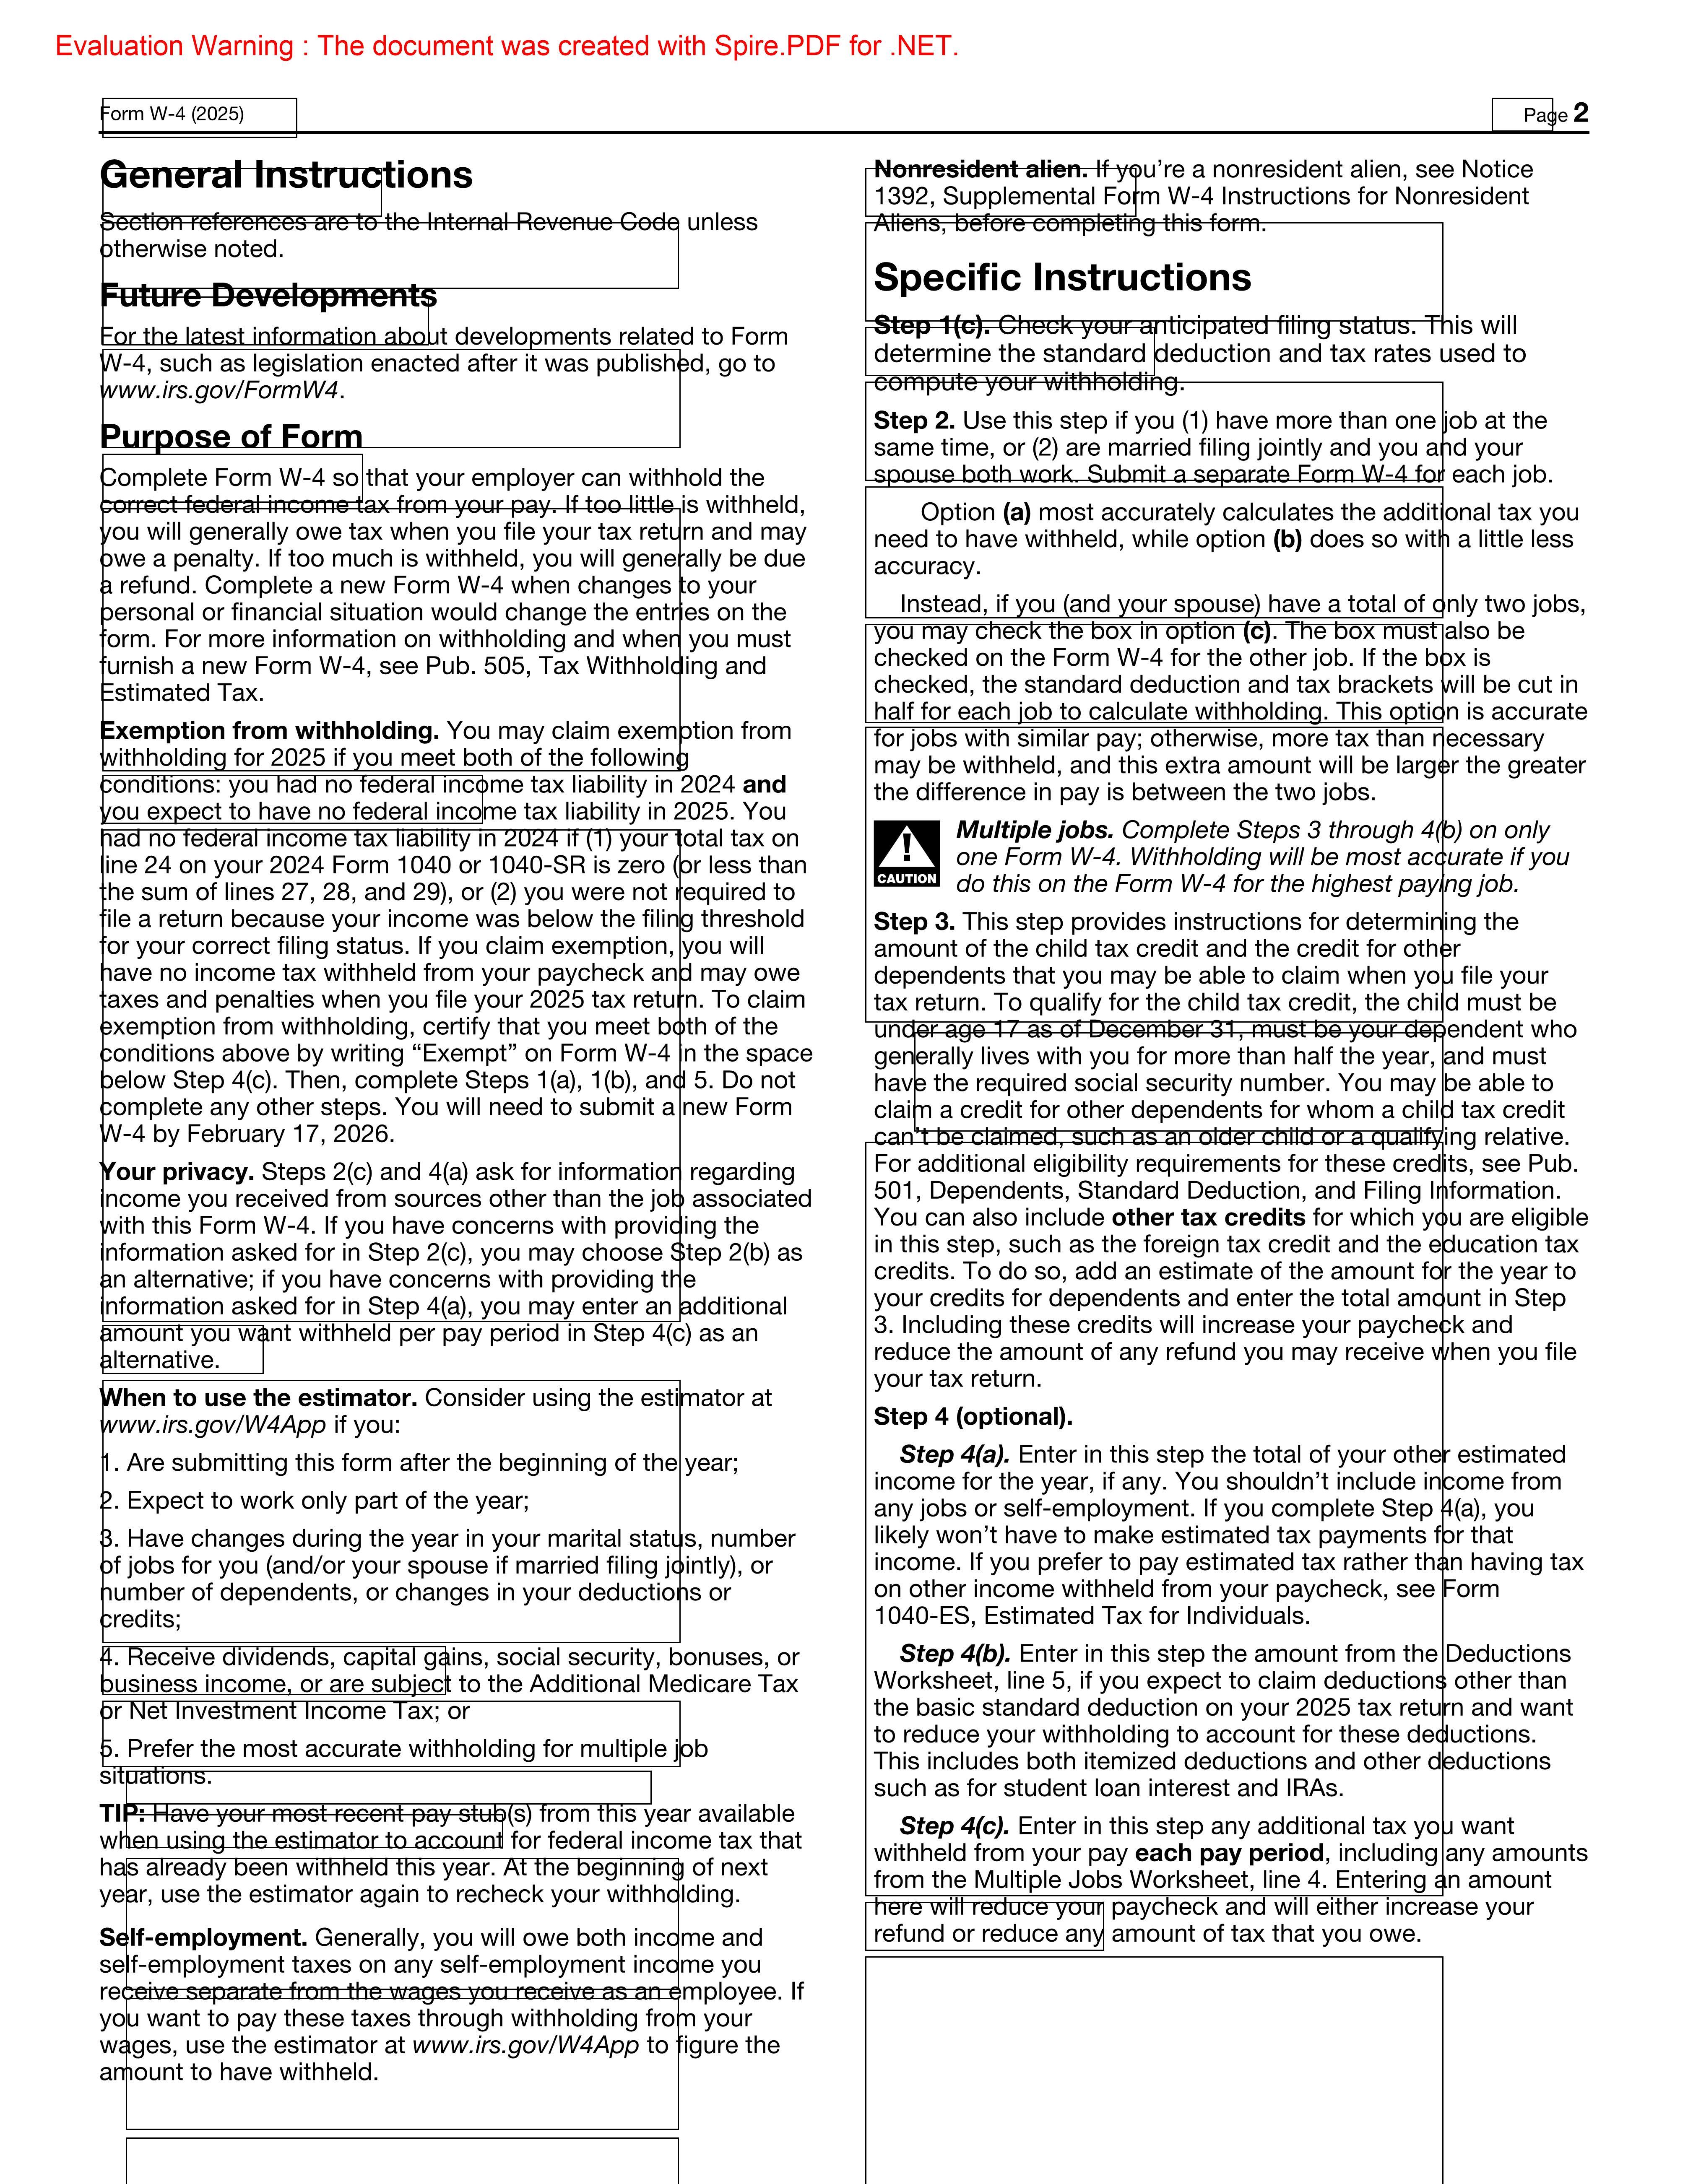 Evaluation Warning : The document was created with Spire.PDF for .NET.
Form W-4 (2025)
Page 2
General Instructions
Section references are to the Internal Revenue Code unless
otherwise noted.
Future Developments
For the latest information about developments related to Form
W-4, such as legislation enacted after it was published, go to
www.irs.gov/FormW4.
Purpose of Form
Complete Form W-4 so that your employer can withhold the
correct federal income tax from your pay. If too little is withheld,
you will generally owe tax when you file your tax return and may
owe a penalty. If too much is withheld, you will generally be due
a refund. Complete a new Form W-4 when changes to your
personal or financial situation would change the entries on the
form. For more information on withholding and when you must
furnish a new Form W-4, see Pub. 505, Tax Withholding and
Estimated Tax.
Exemption from withholding. You may claim exemption from
withholding for 2025 if you meet both of the following
conditions: you had no federal income tax liability in 2024 and
you expect to have no federal income tax liability in 2025. You
had no federal income tax liability in 2024 if (1) your total tax on
line 24 on your 2024 Form 1040 or 1040-SR is zero (or less than
the sum of lines 27, 28, and 29), or (2) you were not required to
file a return because your income was below the filing threshold
for your correct filing status. If you claim exemption, you will
have no income tax withheld from your paycheck and may owe
taxes and penalties when you file your 2025 tax return. To claim
exemption from withholding, certify that you meet both of the
conditions above by writing “Exempt” on Form W-4 in the space
below Step 4(c). Then, complete Steps 1(a), 1(b), and 5. Do not
complete any other steps. You will need to submit a new Form
W-4 by February 17, 2026.
Your privacy. Steps 2(c) and 4(a) ask for information regarding
income you received from sources other than the job associated
with this Form W-4. If you have concerns with providing the
information asked for in Step 2(c), you may choose Step 2(b) as
an alternative; if you have concerns with providing the
information asked for in Step 4(a), you may enter an additional
amount you want withheld per pay period in Step 4(c) as an
alternative.
When to use the estimator. Consider using the estimator at
www.irs.gov/W4App if you:
1. Are submitting this form after the beginning of the year;
2. Expect to work only part of the year;
3. Have changes during the year in your marital status, number
of jobs for you (and/or your spouse if married filing jointly), or
number of dependents, or changes in your deductions or
credits;
4. Receive dividends, capital gains, social security, bonuses, or
business income, or are subject to the Additional Medicare Tax
or Net Investment Income Tax; or
5. Prefer the most accurate withholding for multiple job
situations.
TIP: Have your most recent pay stub(s) from this year available
when using the estimator to account for federal income tax that
has already been withheld this year. At the beginning of next
year, use the estimator again to recheck your withholding.
Self-employment. Generally, you will owe both income and
self-employment taxes on any self-employment income you
receive separate from the wages you receive as an employee. If
you want to pay these taxes through withholding from your
wages, use the estimator at www.irs.gov/W4App to figure the
amount to have withheld.
Nonresident alien. If you’re a nonresident alien, see Notice
1392, Supplemental Form W-4 Instructions for Nonresident
Aliens, before completing this form.
Specific Instructions
Step 1(c). Check your anticipated filing status. This will
determine the standard deduction and tax rates used to
compute your withholding.
Step 2. Use this step if you (1) have more than one job at the
same time, or (2) are married filing jointly and you and your
spouse both work. Submit a separate Form W-4 for each job.
Option (a) most accurately calculates the additional tax you
need to have withheld, while option (b) does so with a little less
accuracy.
Instead, if you (and your spouse) have a total of only two jobs,
you may check the box in option (c). The box must also be
checked on the Form W-4 for the other job. If the box is
checked, the standard deduction and tax brackets will be cut in
half for each job to calculate withholding. This option is accurate
for jobs with similar pay; otherwise, more tax than necessary
may be withheld, and this extra amount will be larger the greater
the difference in pay is between the two jobs.
CAUTION
Multiple jobs. Complete Steps 3 through 4(b) on only
one Form W-4. Withholding will be most accurate if you
do this on the Form W-4 for the highest paying job.
Step 3. This step provides instructions for determining the
amount of the child tax credit and the credit for other
dependents that you may be able to claim when you file your
tax return. To qualify for the child tax credit, the child must be
under age 17 as of December 31, must be your dependent who
generally lives with you for more than half the year, and must
have the required social security number. You may be able to
claim a credit for other dependents for whom a child tax credit
can’t be claimed, such as an older child or a qualifying relative.
For additional eligibility requirements for these credits, see Pub.
501, Dependents, Standard Deduction, and Filing Information.
You can also include other tax credits for which you are eligible
in this step, such as the foreign tax credit and the education tax
credits. To do so, add an estimate of the amount for the year to
your credits for dependents and enter the total amount in Step
3. Including these credits will increase your paycheck and
reduce the amount of any refund you may receive when you file
your tax return.
Step 4 (optional).
Step 4(a). Enter in this step the total of your other estimated
income for the year, if any. You shouldn’t include income from
any jobs or self-employment. If you complete Step 4(a), you
likely won’t have to make estimated tax payments for that
income. If you prefer to pay estimated tax rather than having tax
on other income withheld from your paycheck, see Form
1040-ES, Estimated Tax for Individuals.
Step 4(b). Enter in this step the amount from the Deductions
Worksheet, line 5, if you expect to claim deductions other than
the basic standard deduction on your 2025 tax return and want
to reduce your withholding to account for these deductions.
This includes both itemized deductions and other deductions
such as for student loan interest and IRAs.
Step 4(c). Enter in this step any additional tax you want
withheld from your pay each pay period, including any amounts
from the Multiple Jobs Worksheet, line 4. Entering an amount
here will reduce your paycheck and will either increase your
refund or reduce any amount of tax that you owe.